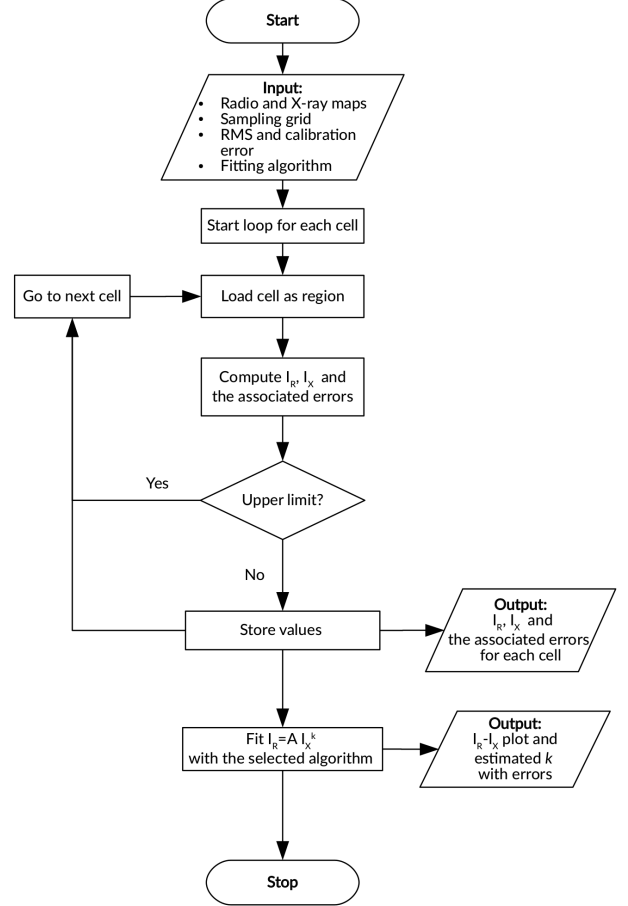 Start
Input:
• Radio and X-ray maps
• Sampling grid
• RMS and calibration
error
• Fitting algorithm
Start loop for each cell
Go to next cell
Load cell as region
Compute I_R, I_X and
the associated errors
Yes
Upper limit?
No
Store values
Output:
I_R, I_X and
the associated errors
for each cell
Fit I_R=A I_X^k
with the selected algorithm
Output:
I_R-I_X plot and
estimated k
with errors
Stop